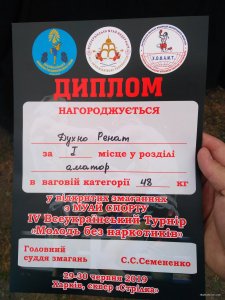 ДИПЛОМ
НАГОРОДЖУЄТЬСЯ
Духно Ренат
за I місце у розділі
аматор
в ваговій категорії 48 кг
у відкритих змаганнях
з МУАЙ СПОРТУ
IV Всеукраїнський Турнір
«Молодь без наркотиків»
Головний
суддя змагань С.С.Семененко
29-30 червня 2019
Харків, сквер «Стрілка»